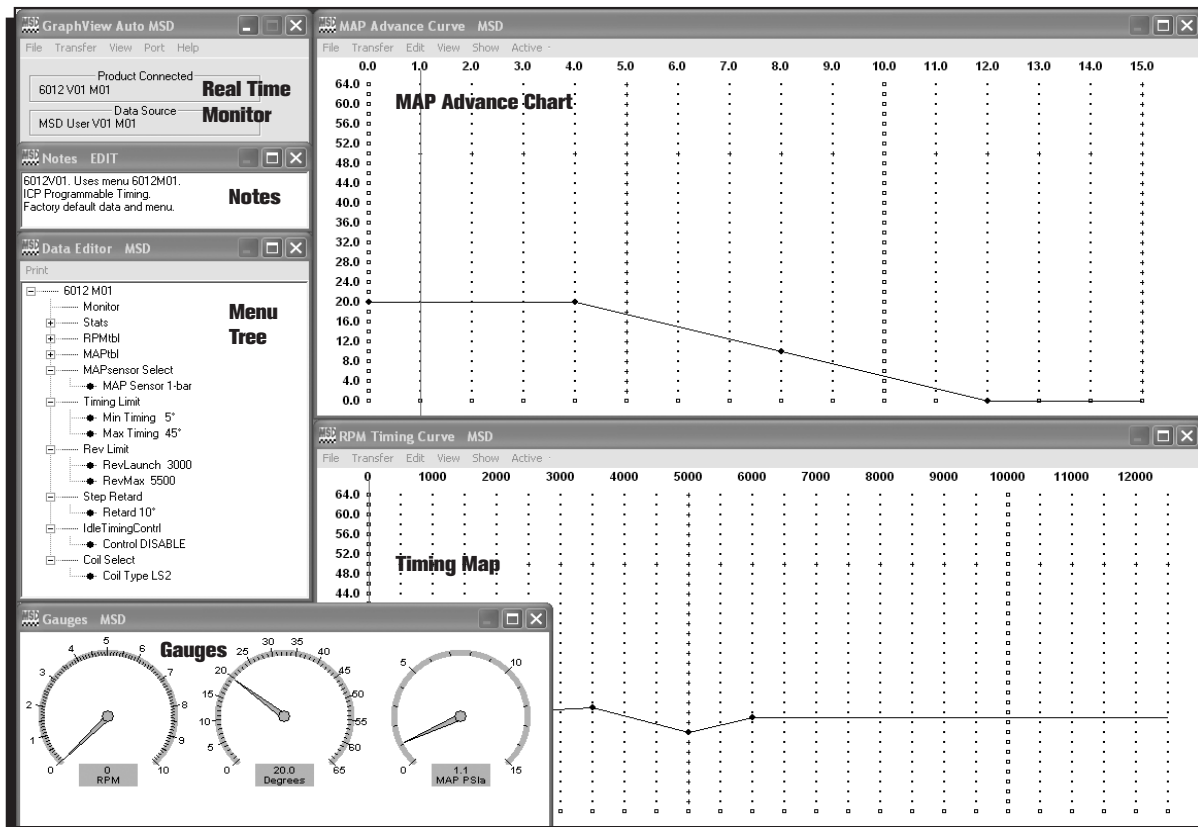 MSD GraphView Auto MSD
File Transfer View Port Help
Product Connected
6012 V01 M01
Data Source
MSD User V01 M01
Real Time
Monitor
MSD Notes EDIT
6012V01. Uses menu 6012M01.
ICP Programmable Timing.
Factory default data and menu.
Notes
MSD Data Editor MSD
Print
6012 M01
Monitor
Stats
RPMtbl
MAPtbl
MAPsensor Select
MAP Sensor 1-bar
Timing Limit
Min Timing 5°
Max Timing 45°
Rev Limit
RevLaunch 3000
RevMax 5500
Step Retard
Retard 10°
IdleTimingContrl
Control DISABLE
Coil Select
Coil Type LS2
Menu
Tree
MSD MAP Advance Curve MSD
File Transfer Edit View Show Active
0.0 1.0 2.0 3.0 4.0 5.0 6.0 7.0 8.0 9.0 10.0 11.0 12.0 13.0 14.0 15.0
64.0
60.0
56.0
52.0
48.0
44.0
40.0
36.0
32.0
28.0
24.0
20.0
16.0
12.0
8.0
4.0
0.0
MAP Advance Chart
MSD RPM Timing Curve MSD
File Transfer Edit View Show Active
0 1000 2000 3000 4000 5000 6000 7000 8000 9000 10000 11000 12000
64.0
60.0
56.0
52.0
48.0
44.0
Timing Map
MSD Gauges MSD
Gauges
0 1 2 3 4 5 6 7 8 9 10
0
RPM
0 5 10 15 20 25 30 35 40 45 50 55 60 65
20.0
Degrees
0 5 10 15
1.1
MAP PSIa